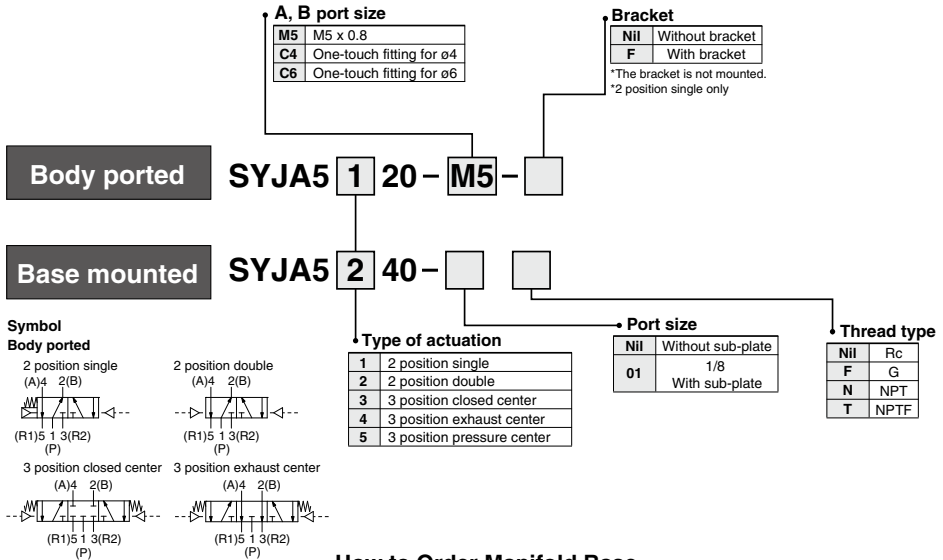 A, B port size
M5 M5 x 0.8
C4 One-touch fitting for ø4
C6 One-touch fitting for ø6
Bracket
Nil Without bracket
F With bracket
*The bracket is not mounted.
*2 position single only
Body ported SYJA5 1 20 – M5 –
Base mounted SYJA5 2 40 –
Symbol
Body ported
2 position single
(A)4 2(B)
(R1)5 1 3(R2)
(P)
2 position double
(A)4 2(B)
(R1)5 1 3(R2)
(P)
3 position closed center
(A)4 2(B)
(R1)5 1 3(R2)
(P)
3 position exhaust center
(A)4 2(B)
(R1)5 1 3(R2)
(P)
Type of actuation
1 2 position single
2 2 position double
3 3 position closed center
4 3 position exhaust center
5 3 position pressure center
Port size
Nil Without sub-plate
01 1/8
With sub-plate
Thread type
Nil Rc
F G
N NPT
T NPTF
How to Order Manifold Base